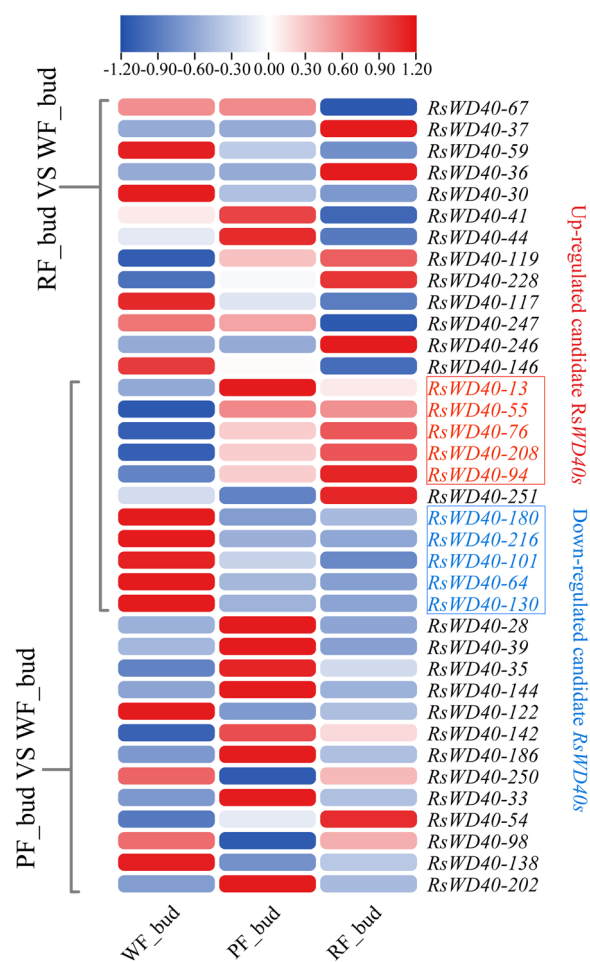 -1.20-0.90-0.60-0.30 0.00 0.30 0.60 0.90 1.20
RF_bud VS WF_bud
RsWD40-67
RsWD40-37
RsWD40-59
RsWD40-36
RsWD40-30
RsWD40-41
RsWD40-44
RsWD40-119
RsWD40-228
RsWD40-117
RsWD40-247
RsWD40-246
RsWD40-146
RsWD40-13
RsWD40-55
RsWD40-76
RsWD40-208
RsWD40-94
RsWD40-251
RsWD40-180
RsWD40-216
RsWD40-101
RsWD40-64
RsWD40-130
RsWD40-28
RsWD40-39
RsWD40-35
RsWD40-144
RsWD40-122
RsWD40-142
RsWD40-186
RsWD40-250
RsWD40-33
RsWD40-54
RsWD40-98
RsWD40-138
RsWD40-202
Up-regulated candidate RsWD40s
Down-regulated candidate RsWD40s
PF_bud VS WF_bud
WF_bud PF_bud RF_bud